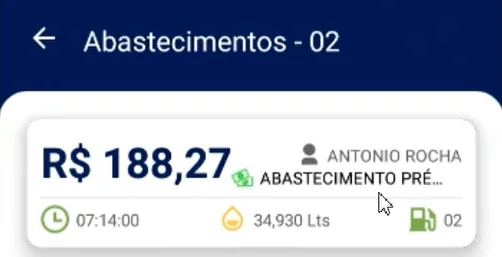 Abastecimentos - 02
R$ 188,27
ANTONIO ROCHA
ABASTECIMENTO PRÉ...
07:14:00
34,930 Lts
02